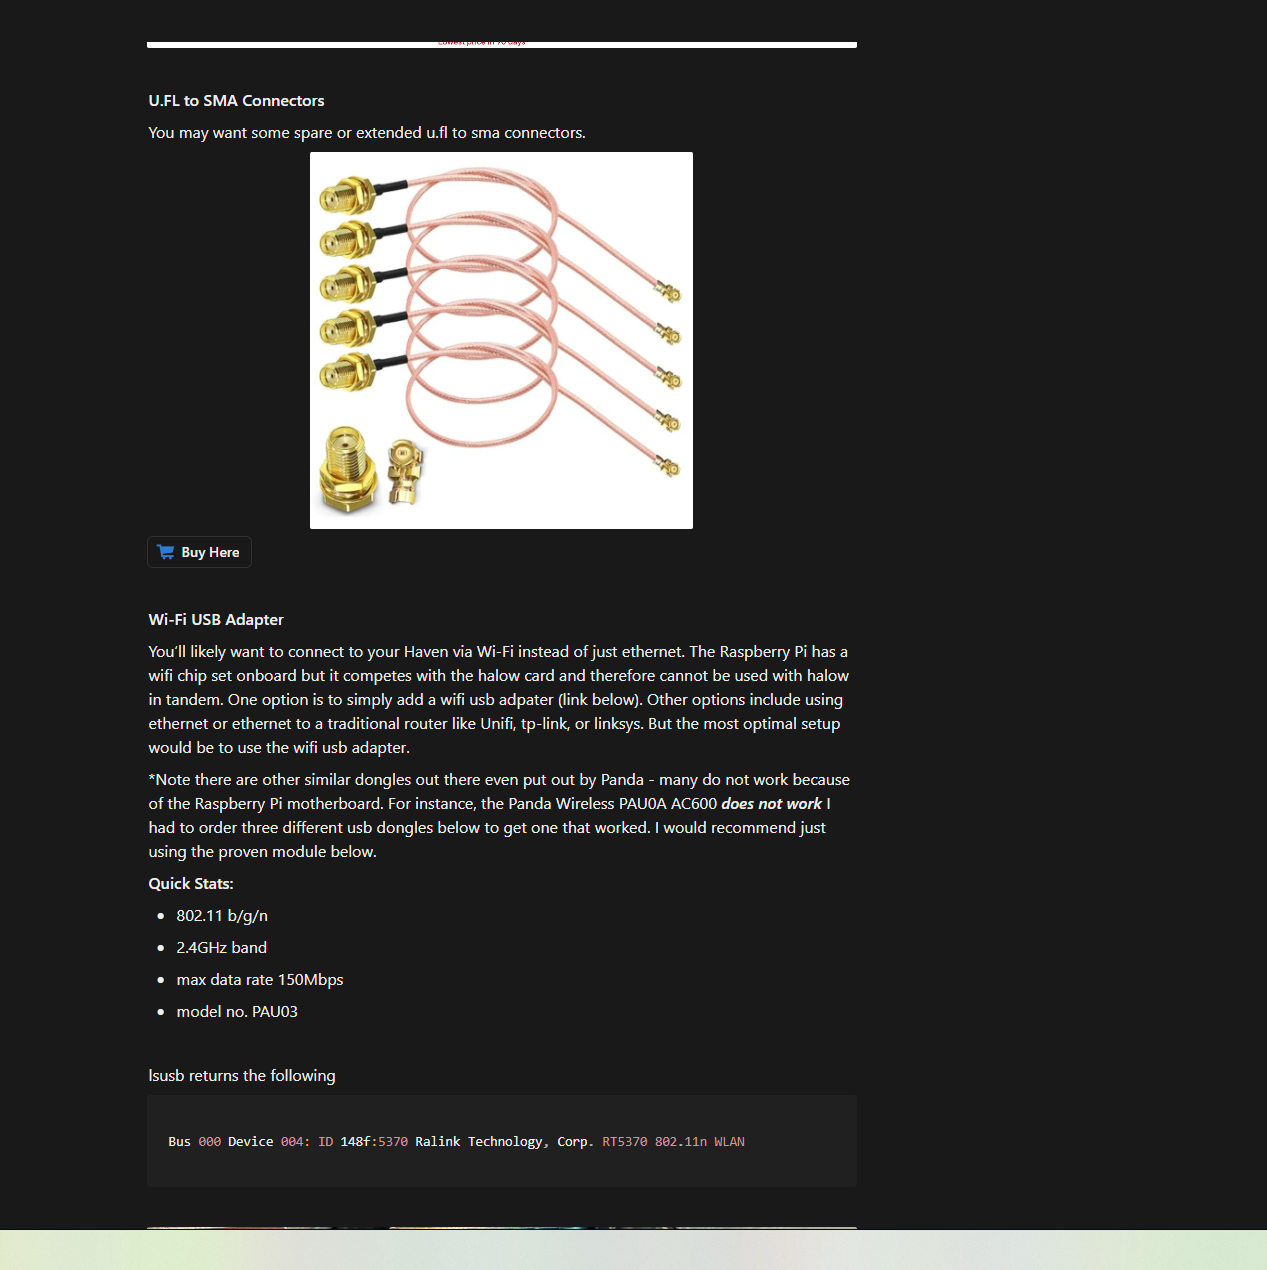 Lowest price in 90 days
U.FL to SMA Connectors
You may want some spare or extended u.fl to sma connectors.
Buy Here
Wi-Fi USB Adapter
You’ll likely want to connect to your Haven via Wi-Fi instead of just ethernet. The Raspberry Pi has a
wifi chip set onboard but it competes with the halow card and therefore cannot be used with halow
in tandem. One option is to simply add a wifi usb adpater (link below). Other options include using
ethernet or ethernet to a traditional router like Unifi, tp-link, or linksys. But the most optimal setup
would be to use the wifi usb adapter.
*Note there are other similar dongles out there even put out by Panda - many do not work because
of the Raspberry Pi motherboard. For instance, the Panda Wireless PAU0A AC600 does not work I
had to order three different usb dongles below to get one that worked. I would recommend just
using the proven module below.
Quick Stats:
• 802.11 b/g/n
• 2.4GHz band
• max data rate 150Mbps
• model no. PAU03
lsusb returns the following
Bus 000 Device 004: ID 148f:5370 Ralink Technology, Corp. RT5370 802.11n WLAN